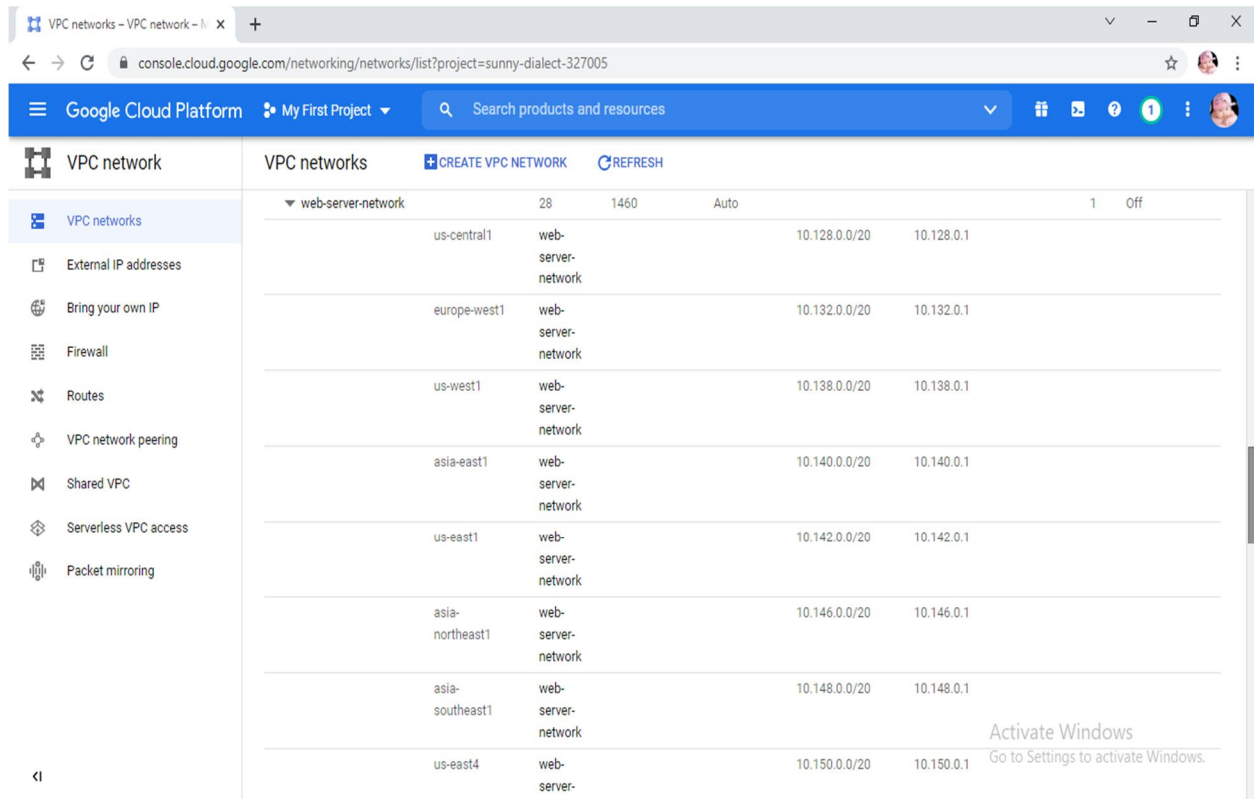 VPC networks – VPC network –
console.cloud.google.com/networking/networks/list?project=sunny-dialect-327005
Google Cloud Platform My First Project Search products and resources 1
VPC network VPC networks CREATE VPC NETWORK REFRESH
VPC networks
External IP addresses
Bring your own IP
Firewall
Routes
VPC network peering
Shared VPC
Serverless VPC access
Packet mirroring
web-server-network 28 1460 Auto 1 Off
us-central1 web- 10.128.0.0/20 10.128.0.1
server-
network
europe-west1 web- 10.132.0.0/20 10.132.0.1
server-
network
us-west1 web- 10.138.0.0/20 10.138.0.1
server-
network
asia-east1 web- 10.140.0.0/20 10.140.0.1
server-
network
us-east1 web- 10.142.0.0/20 10.142.0.1
server-
network
asia- web- 10.146.0.0/20 10.146.0.1
northeast1 server-
network
asia- web- 10.148.0.0/20 10.148.0.1
southeast1 server-
network
us-east4 web- 10.150.0.0/20 10.150.0.1
server-
Activate Windows
Go to Settings to activate Windows.